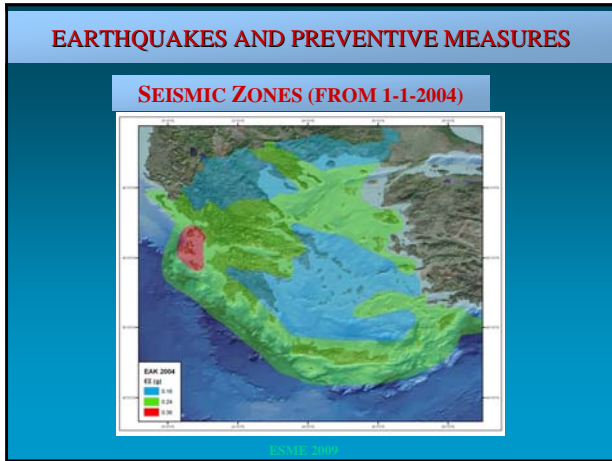 EARTHQUAKES AND PREVENTIVE MEASURES
SEISMIC ZONES (FROM 1-1-2004)
EAK 2004
0.16
0.24
0.36
ESME 2009